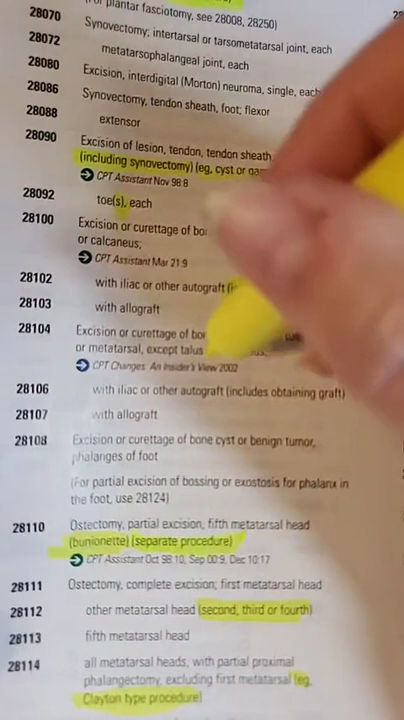 plantar fasciotomy, see 28008, 28250)
28070 Synovectomy; intertarsal or tarsometatarsal joint, each
28072 metatarsophalangeal joint, each
28080 Excision, interdigital (Morton) neuroma, single, each
28086 Synovectomy, tendon sheath, foot; flexor
28088 extensor
28090 Excision of lesion, tendon, tendon sheath
(including synovectomy) (eg, cyst or
CPT Assistant Nov 98:8
28092 toe(s), each
28100 Excision or curettage of
or calcaneus;
CPT Assistant Mar 21:9
28102 with iliac or other autograft
28103 with allograft
28104 Excision or curettage of
or metatarsal, except talus
CPT Changes: An Insider's View 2002
28106 with iliac or other autograft (includes obtaining graft)
28107 with allograft
28108 Excision or curettage of bone cyst or benign tumor,
phalanges of foot
(For partial excision of bossing or exostosis for phalanx in
the foot, use 28124)
28110 Ostectomy, partial excision, fifth metatarsal head
(bunionette) (separate procedure)
CPT Assistant Oct 98:10, Sep 00:9, Dec 10:17
28111 Ostectomy, complete excision; first metatarsal head
28112 other metatarsal head (second, third or fourth)
28113 fifth metatarsal head
28114 all metatarsal heads, with partial proximal
phalangectomy, excluding first metatarsal (eg,
Clayton type procedure)